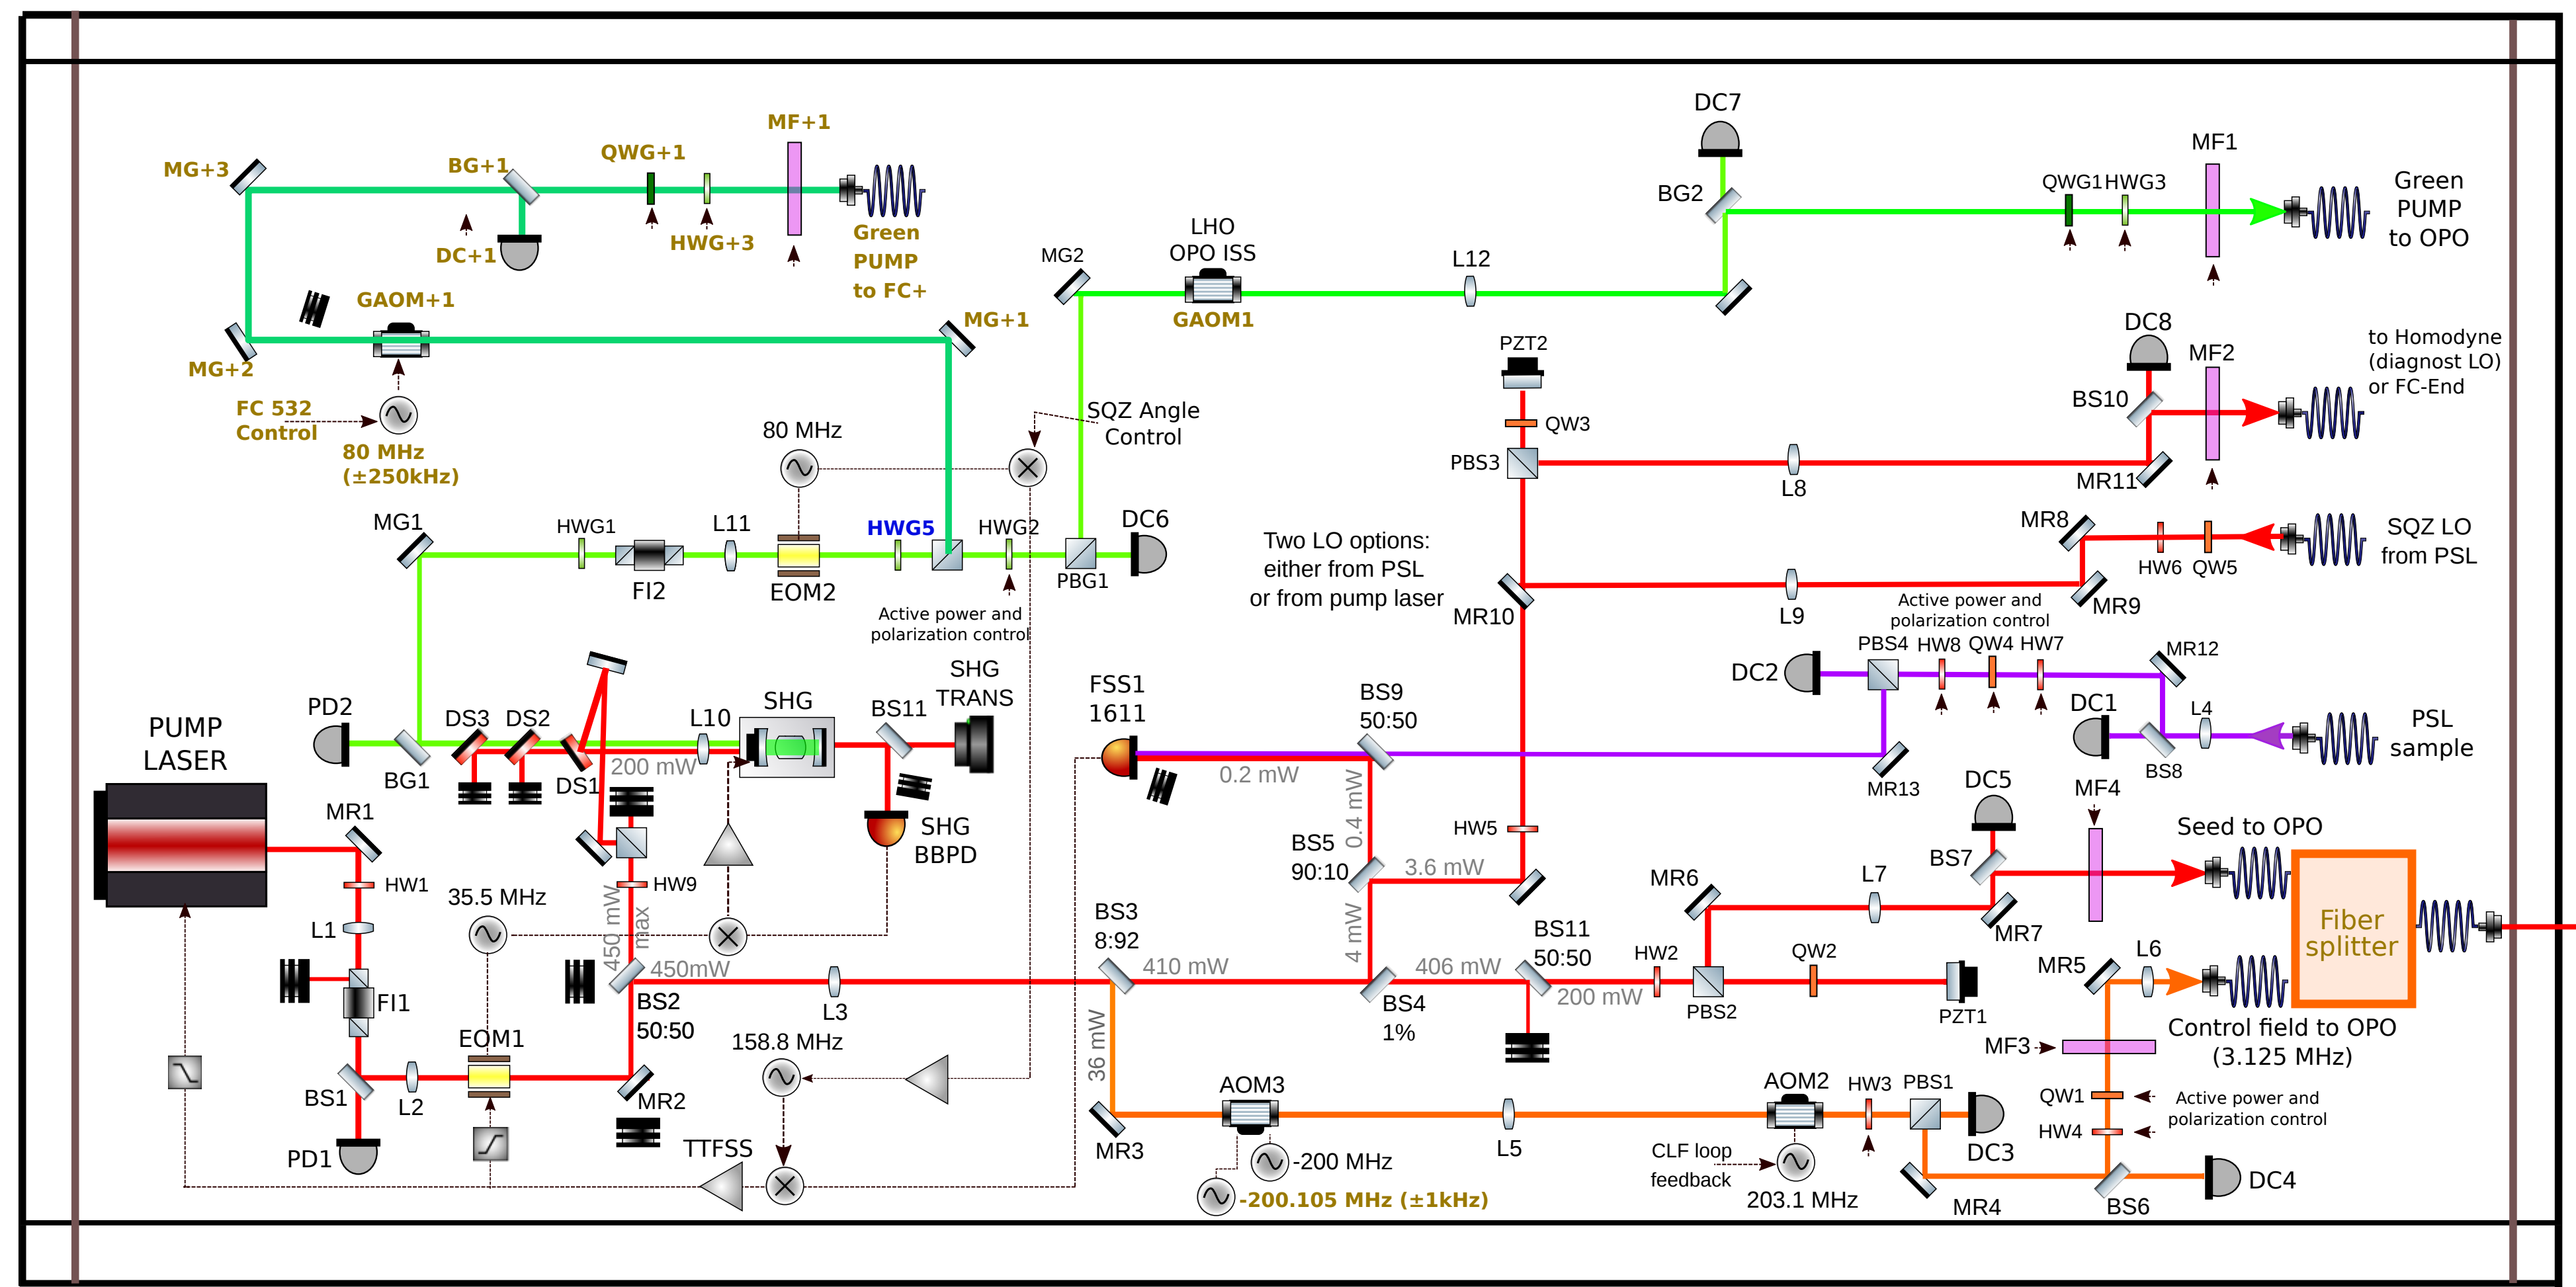 DC7
MF+1
MF1
QWG+1
BG+1
MG+3
QWG1
HWG3
Green
PUMP
to OPO
BG2
HWG+3
Green
PUMP
to FC+
DC+1
LHO
OPO ISS
MG2
L12
GAOM1
GAOM+1
MG+1
MG+2
PZT2
DC8
MF2
to Homodyne
(diagnost LO)
or FC-End
BS10
FC 532
Control
80 MHz
(±250kHz)
80 MHz
SQZ Angle
Control
QW3
PBS3
L8
MR11
MG1
HWG1
L11
HWG5
HWG2
DC6
FI2
EOM2
PBG1
Active power and
polarization control
Two LO options:
either from PSL
or from pump laser
MR8
SQZ LO
from PSL
HW6
QW5
MR10
L9
MR9
Active power and
polarization control
PBS4
HW8
QW4
HW7
MR12
DC2
DC1
L4
PSL
sample
BS8
MR13
PD2
DS3
DS2
DS1
L10
SHG
BS11
SHG
TRANS
FSS1
1611
BS9
50:50
PUMP
LASER
BG1
200 mW
0.2 mW
0.4 mW
MR1
SHG
BBPD
HW5
BS5
90:10
3.6 mW
DC5
MF4
Seed to OPO
BS7
HW1
HW9
450 mW
max
35.5 MHz
L1
MR6
L7
MR7
Fiber
splitter
BS3
8:92
4 mW
BS11
50:50
410 mW
406 mW
200 mW
HW2
QW2
450mW
BS2
50:50
L3
FI1
BS4
1%
PBS2
PZT1
MR5
L6
Control field to OPO
(3.125 MHz)
MF3
EOM1
158.8 MHz
36 mW
BS1
L2
MR2
AOM3
AOM2
HW3
PBS1
QW1
HW4
Active power and
polarization control
PD1
TTFSS
MR3
-200 MHz
-200.105 MHz (±1kHz)
L5
CLF loop
feedback
203.1 MHz
DC3
MR4
BS6
DC4